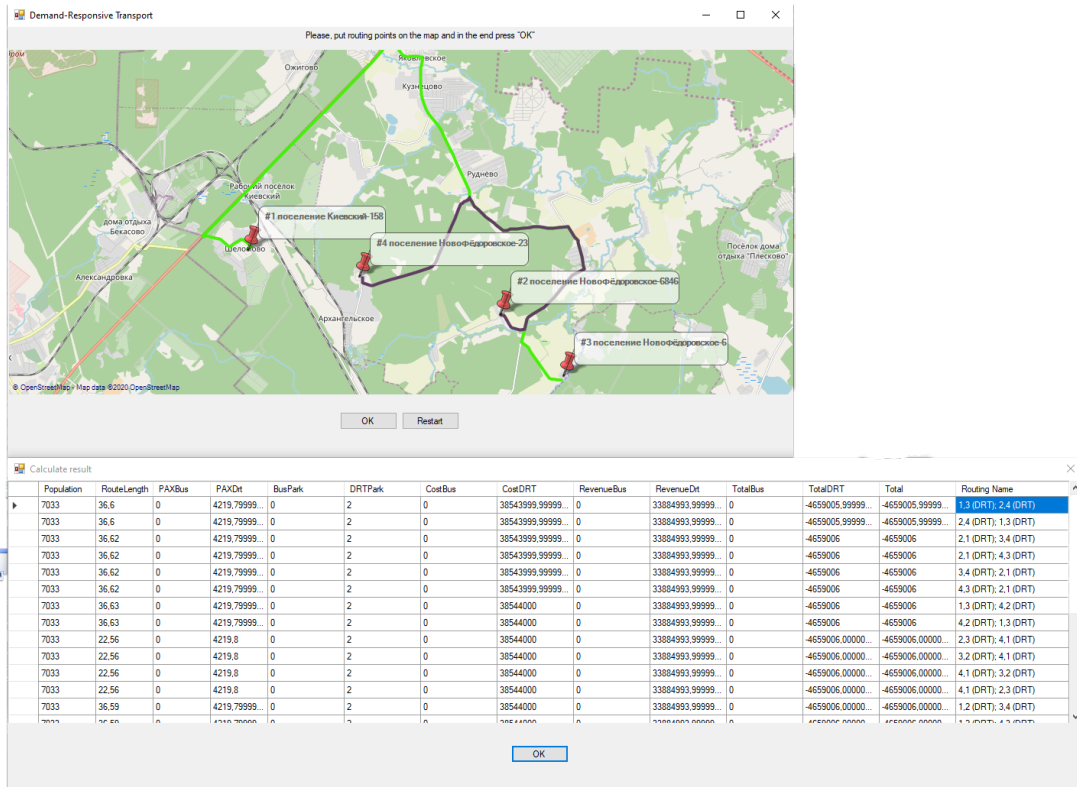 Demand-Responsive Transport
Please, put routing points on the map and in the end press "OK"
Ожигово
Яковлевское
Кузнецово
Руднёво
Рабочий посёлок
Киевский
#1 поселение Киевский-158
дома отдыха
Бекасово
Шеломово
#4 поселение Новофёдоровское-23
Посёлок дома
отдыха "Плесково"
Александровка
#2 поселение Новофёдоровское-6846
Архангельское
#3 поселение Новофёдоровское-6
© OpenStreetMap - Map data ©2020 OpenStreetMap
OK Restart
Calculate result
Population RouteLength PAXBus PAXDrt BusPark DRTPark CostBus CostDRT RevenueBus RevenueDrt TotalBus TotalDRT Total Routing Name
7033 36,6 0 4219,79999... 0 2 0 38543999,99999... 0 33884993,99999... 0 -4659005,99999... -4659005,99999... 1,3 (DRT); 2,4 (DRT)
7033 36,6 0 4219,79999... 0 2 0 38543999,99999... 0 33884993,99999... 0 -4659005,99999... -4659005,99999... 2,4 (DRT); 1,3 (DRT)
7033 36,62 0 4219,79999... 0 2 0 38543999,99999... 0 33884993,99999... 0 -4659006 -4659006 2,1 (DRT); 3,4 (DRT)
7033 36,62 0 4219,79999... 0 2 0 38543999,99999... 0 33884993,99999... 0 -4659006 -4659006 2,1 (DRT); 4,3 (DRT)
7033 36,62 0 4219,79999... 0 2 0 38543999,99999... 0 33884993,99999... 0 -4659006 -4659006 3,4 (DRT); 2,1 (DRT)
7033 36,62 0 4219,79999... 0 2 0 38543999,99999... 0 33884993,99999... 0 -4659006 -4659006 4,3 (DRT); 2,1 (DRT)
7033 36,63 0 4219,79999... 0 2 0 38544000 0 33884993,99999... 0 -4659006 -4659006 1,3 (DRT); 4,2 (DRT)
7033 36,63 0 4219,79999... 0 2 0 38544000 0 33884993,99999... 0 -4659006 -4659006 4,2 (DRT); 1,3 (DRT)
7033 22,56 0 4219,8 0 2 0 38544000 0 33884993,99999... 0 -4659006,00000... -4659006,00000... 2,3 (DRT); 4,1 (DRT)
7033 22,56 0 4219,8 0 2 0 38544000 0 33884993,99999... 0 -4659006,00000... -4659006,00000... 3,2 (DRT); 4,1 (DRT)
7033 22,56 0 4219,8 0 2 0 38544000 0 33884993,99999... 0 -4659006,00000... -4659006,00000... 4,1 (DRT); 3,2 (DRT)
7033 22,56 0 4219,8 0 2 0 38544000 0 33884993,99999... 0 -4659006,00000... -4659006,00000... 4,1 (DRT); 2,3 (DRT)
7033 36,59 0 4219,79999... 0 2 0 38544000 0 33884993,99999... 0 -4659006,00000... -4659006,00000... 1,2 (DRT); 3,4 (DRT)
OK